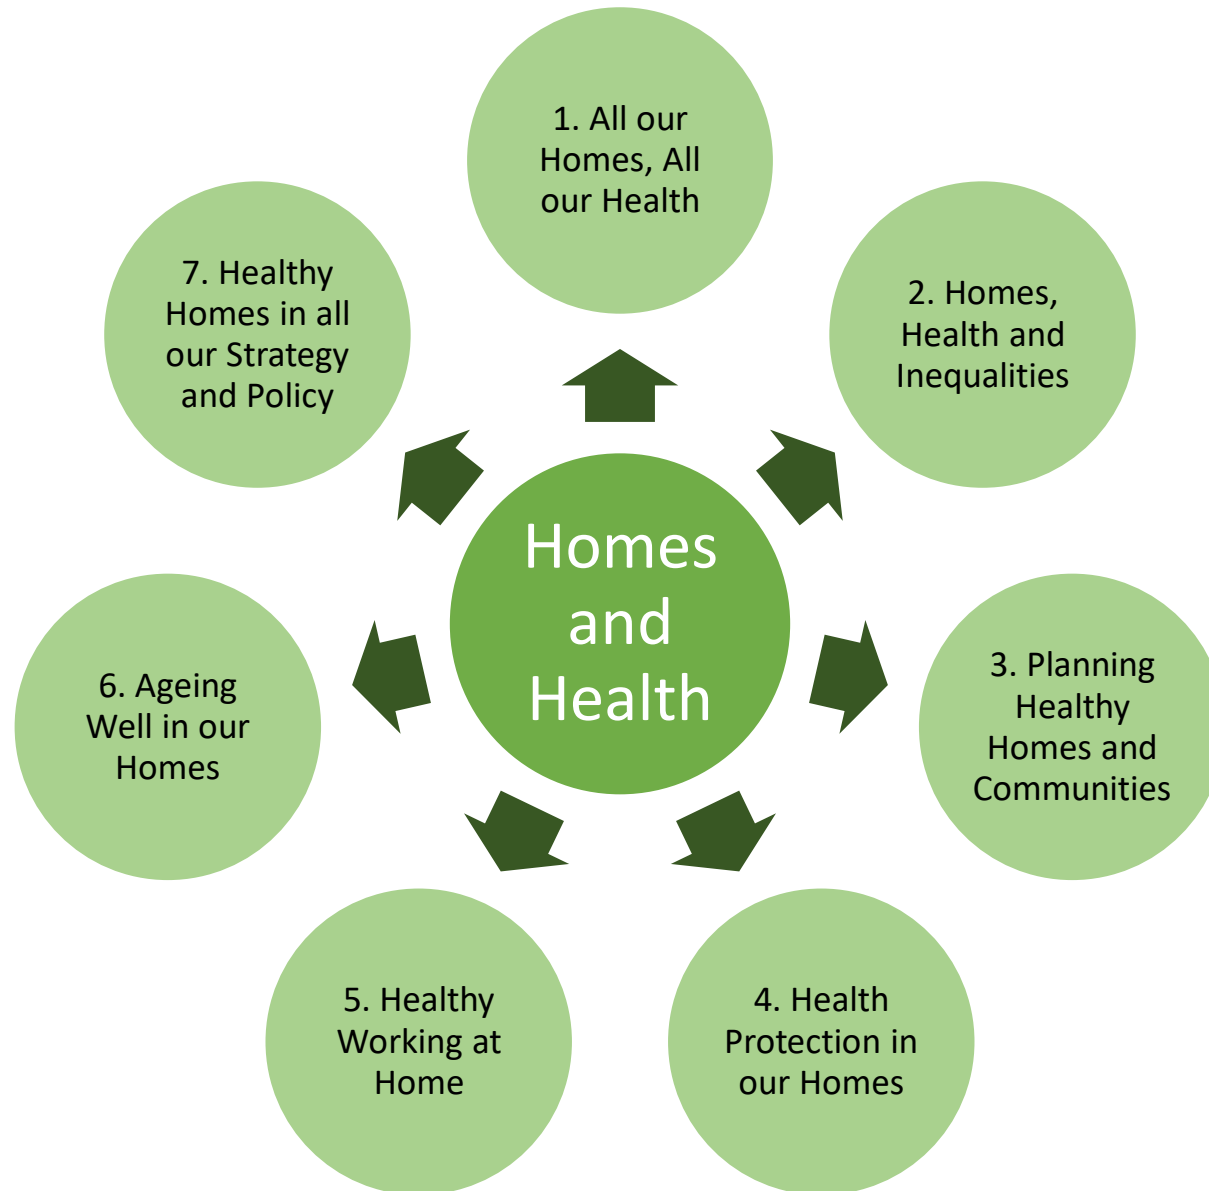 1. All our
Homes, All
our Health
7. Healthy
Homes in all
our Strategy
and Policy
2. Homes,
Health and
Inequalities
Homes
and
Health
6. Ageing
Well in our
Homes
3. Planning
Healthy
Homes and
Communities
5. Healthy
Working at
Home
4. Health
Protection in
our Homes